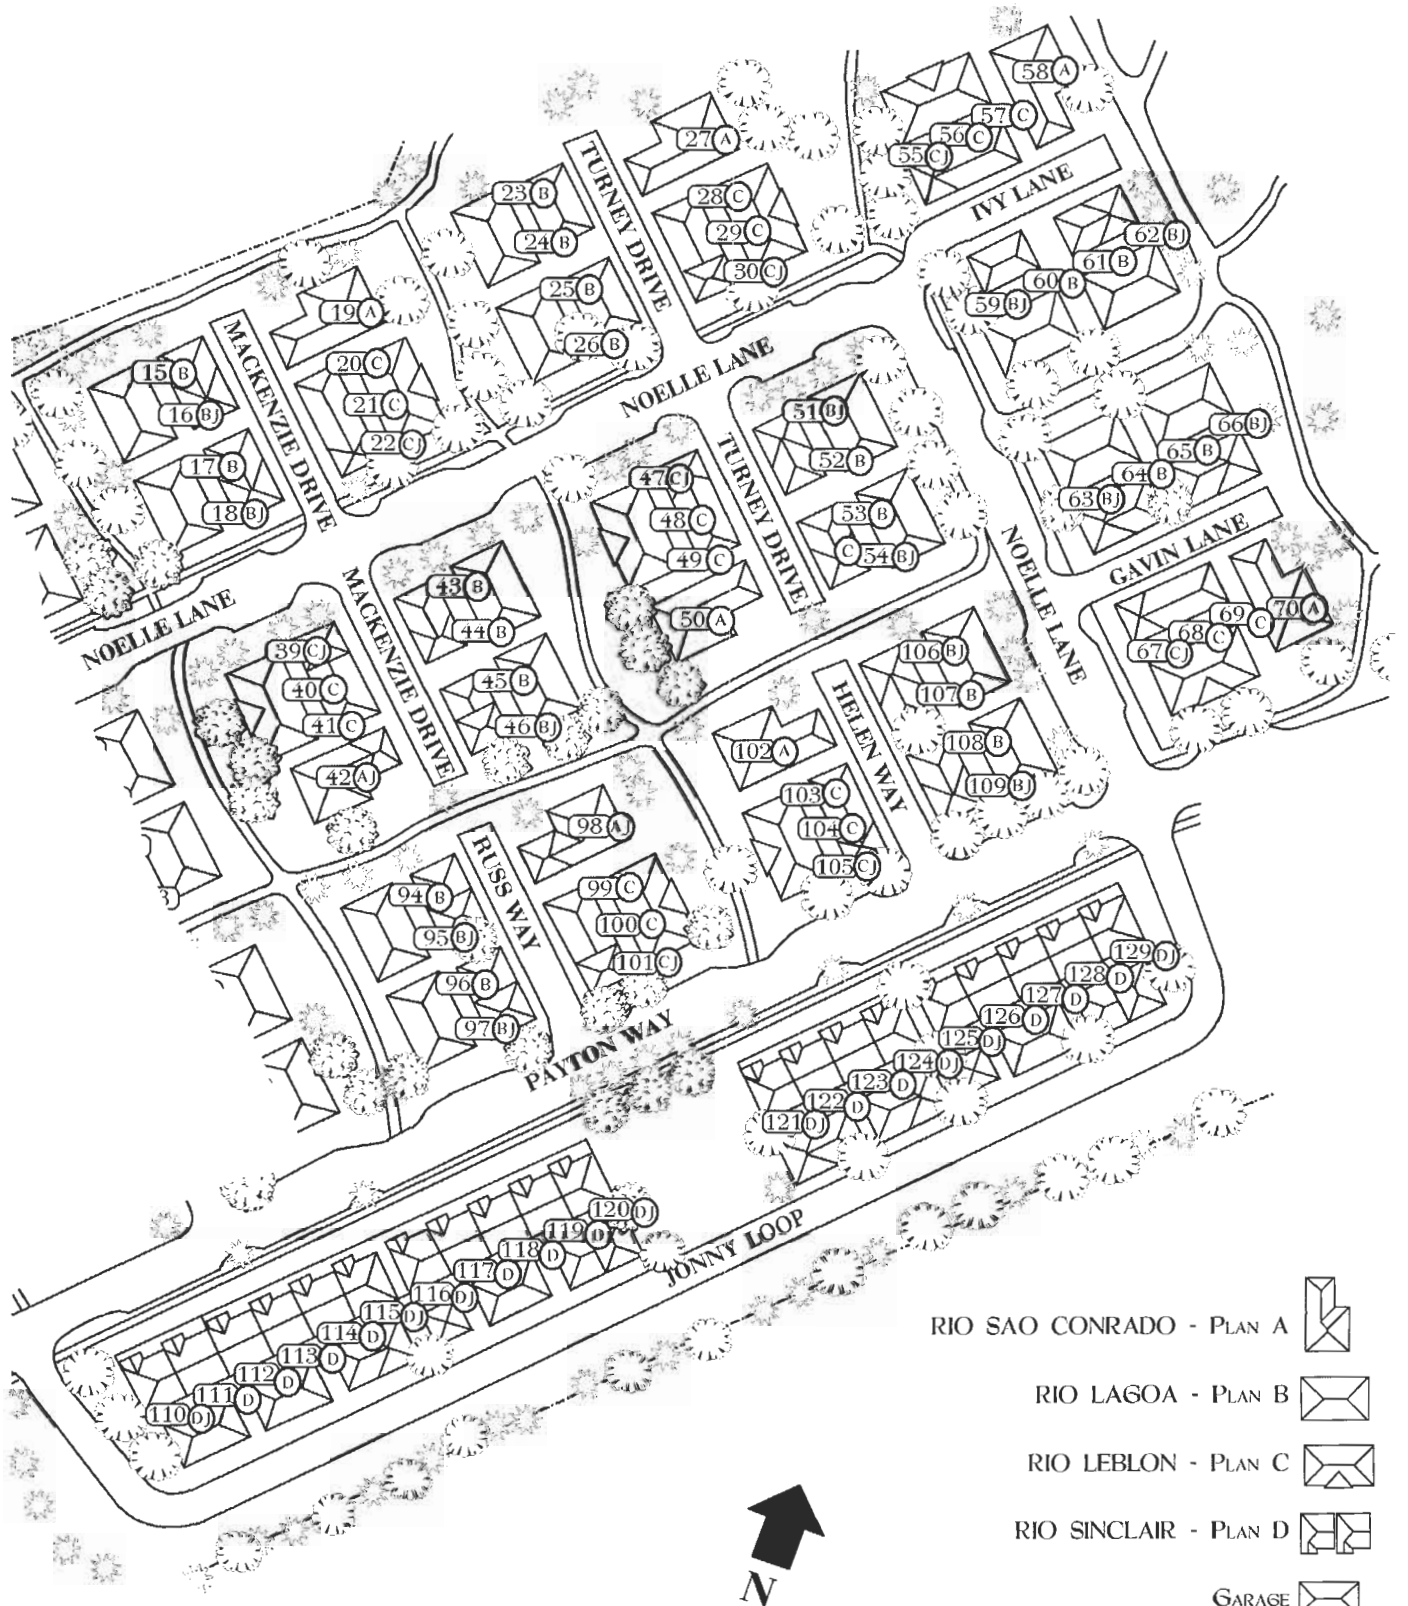 58 A
57 C
56 C
55 CJ
IVY LANE
27 A
TURNEY DRIVE
23 B
24 B
28 C
29 C
30 CJ
25 B
26 B
62 BJ
61 B
60 B
59 BJ
19 A
MACKENZIE DRIVE
15 B
16 BJ
20 C
21 C
22 CJ
17 B
18 BJ
NOELLE LANE
51 BJ
52 B
TURNEY DRIVE
47 CJ
48 C
49 C
53 B
C 54 BJ
50 A
66 BJ
65 B
64 B
63 BJ
GAVIN LANE
NOELLE LANE
NOELLE LANE
MACKENZIE DRIVE
43 B
44 B
45 B
46 BJ
39 CJ
40 C
41 C
42 AJ
70 A
69 C
68 C
67 CJ
106 BJ
107 B
HELEN WAY
102 A
108 B
109 BJ
103 C
104 C
105 CJ
98 AJ
RUSS WAY
94 B
95 BJ
99 C
100 C
101 CJ
96 B
97 BJ
PAYTON WAY
129 DJ
128 D
127 D
126 D
125 DJ
124 DJ
123 D
122 D
121 DJ
JONNY LOOP
120 DJ
119 D
118 D
117 D
116 DJ
115 DJ
114 D
113 D
112 D
111 D
110 DJ
RIO SAO CONRADO - PLAN A
RIO LAGOA - PLAN B
RIO LEBLON - PLAN C
RIO SINCLAIR - PLAN D
GARAGE
N